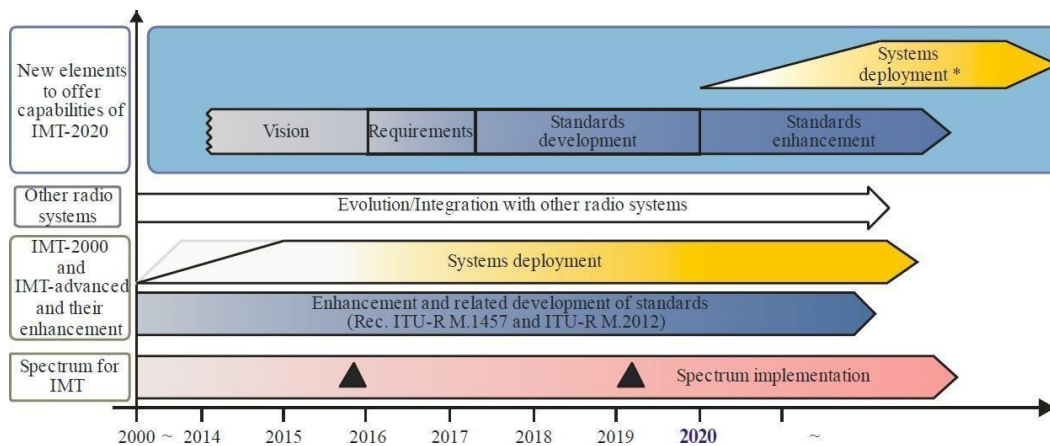 New elements
to offer
capabilities of
IMT-2020
Systems
deployment *
Vision
Requirements
Standards
development
Standards
enhancement
Other radio
systems
Evolution/Integration with other radio systems
IMT-2000
and
IMT-advanced
and their
enhancement
Systems deployment
Enhancement and related development of standards
(Rec. ITU-R M.1457 and ITU-R M.2012)
Spectrum for
IMT
Spectrum implementation
2000 ~ 2014 2015 2016 2017 2018 2019 2020 ~